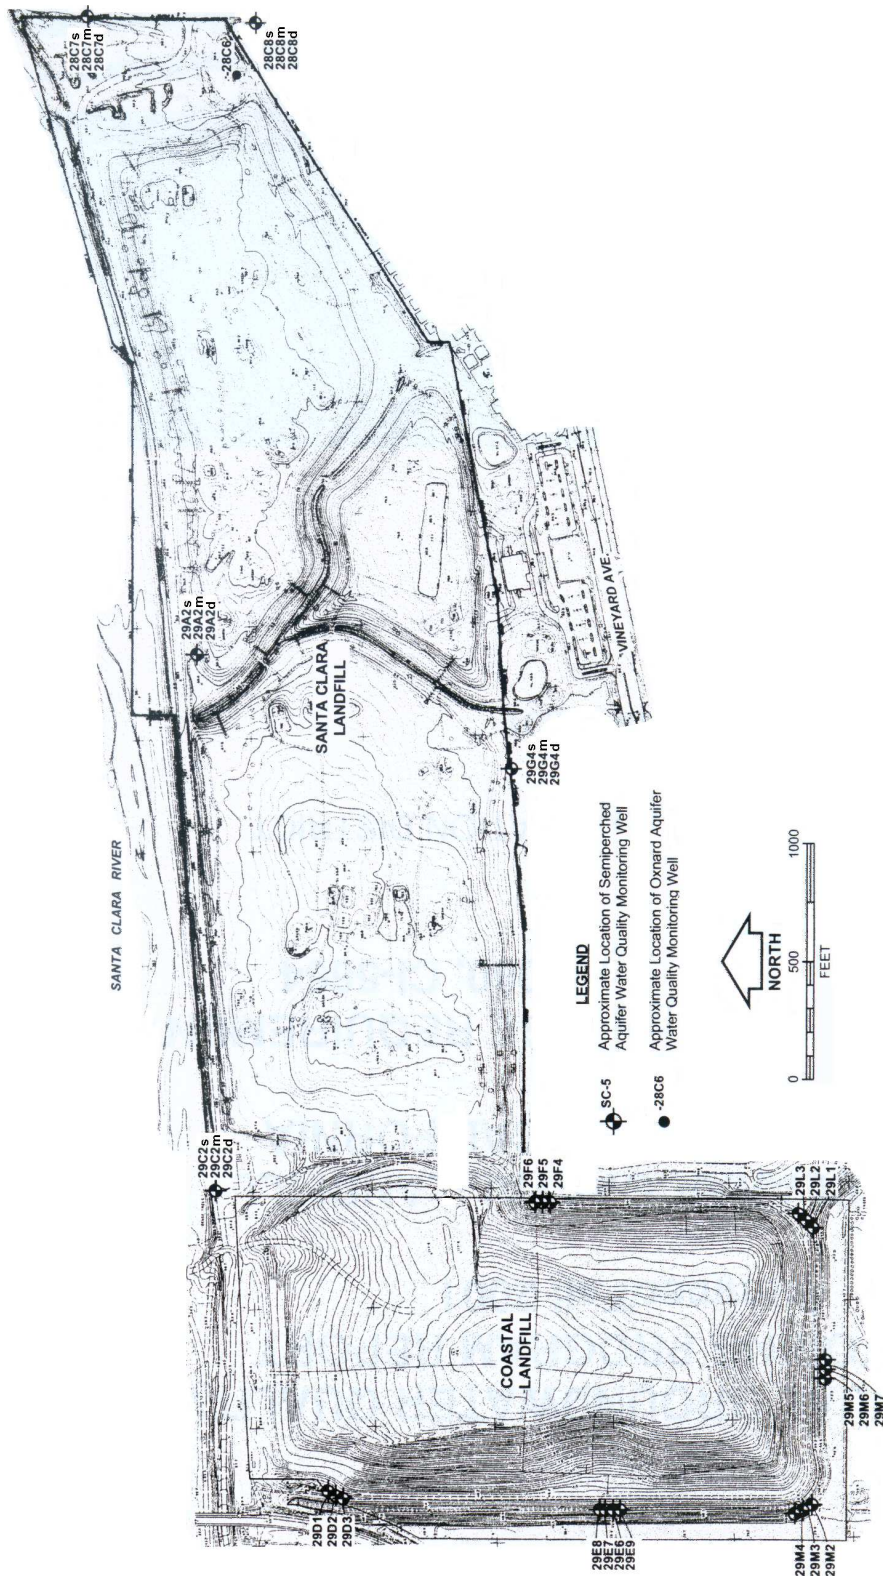 28C7s
28C7m
28C7d
-28C6
28C8s
28C8m
28C8d
29A2s
29A2m
29A2d
SANTA CLARA
LANDFILL
VINEYARD AVE.
29G4s
29G4m
29G4d
SANTA CLARA RIVER
LEGEND
SC-5 Approximate Location of Semiperched
Aquifer Water Quality Monitoring Well
-28C6 Approximate Location of Oxnard Aquifer
Water Quality Monitoring Well
NORTH
0 500 1000
FEET
29C2s
29C2m
29C2d
29F6
29F5
29F4
29L3
29L2
29L1
COASTAL
LANDFILL
29M5
29M6
29M7
29D1
29D2
29D3
29E8
29E7
29E6
29E9
29M4
29M3
29M2